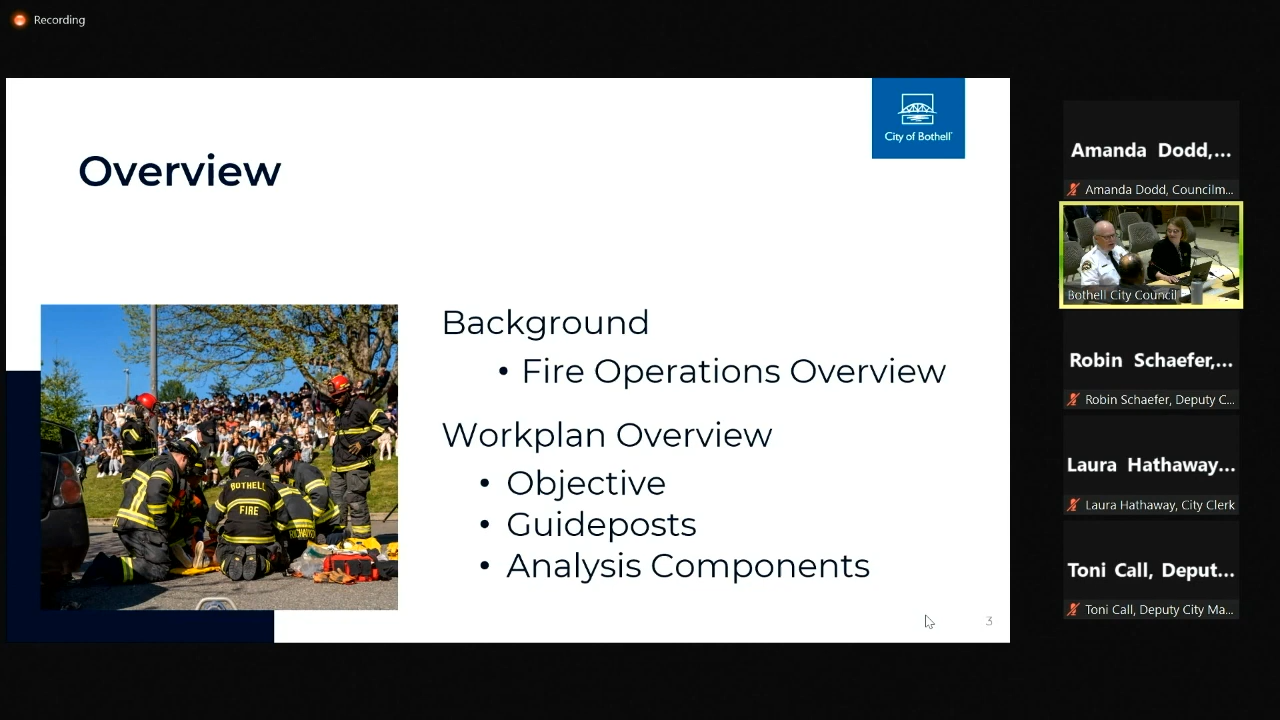 Recording
City of Bothell
Overview
Background
• Fire Operations Overview
Workplan Overview
• Objective
• Guideposts
• Analysis Components
BOTHELL
FIRE
3
Amanda Dodd,...
Amanda Dodd, Councilm...
Bothell City Council
Robin Schaefer,...
Robin Schaefer, Deputy C...
Laura Hathaway...
Laura Hathaway, City Clerk
Toni Call, Deput...
Toni Call, Deputy City Ma...